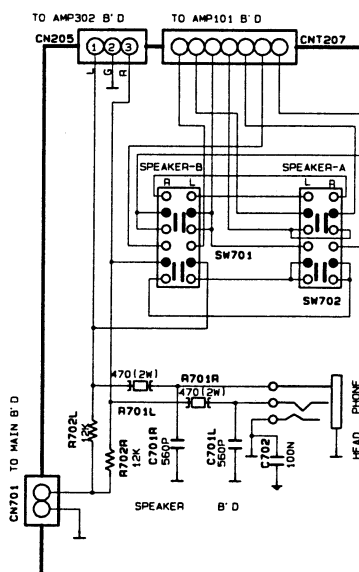 TO AMP302 B'D
TO AMP101 B'D
CN205
1 2 3
CNT207
L G R
SPEAKER-B
SPEAKER-A
R L
L R
SW701
SW702
470(2W)
R701R
470(2W)
R701L
R702L
12K
R702R
12K
C701R
560P
C701L
560P
C702
100N
HEAD PHONE
TO MAIN B'D
CN701
SPEAKER B'D